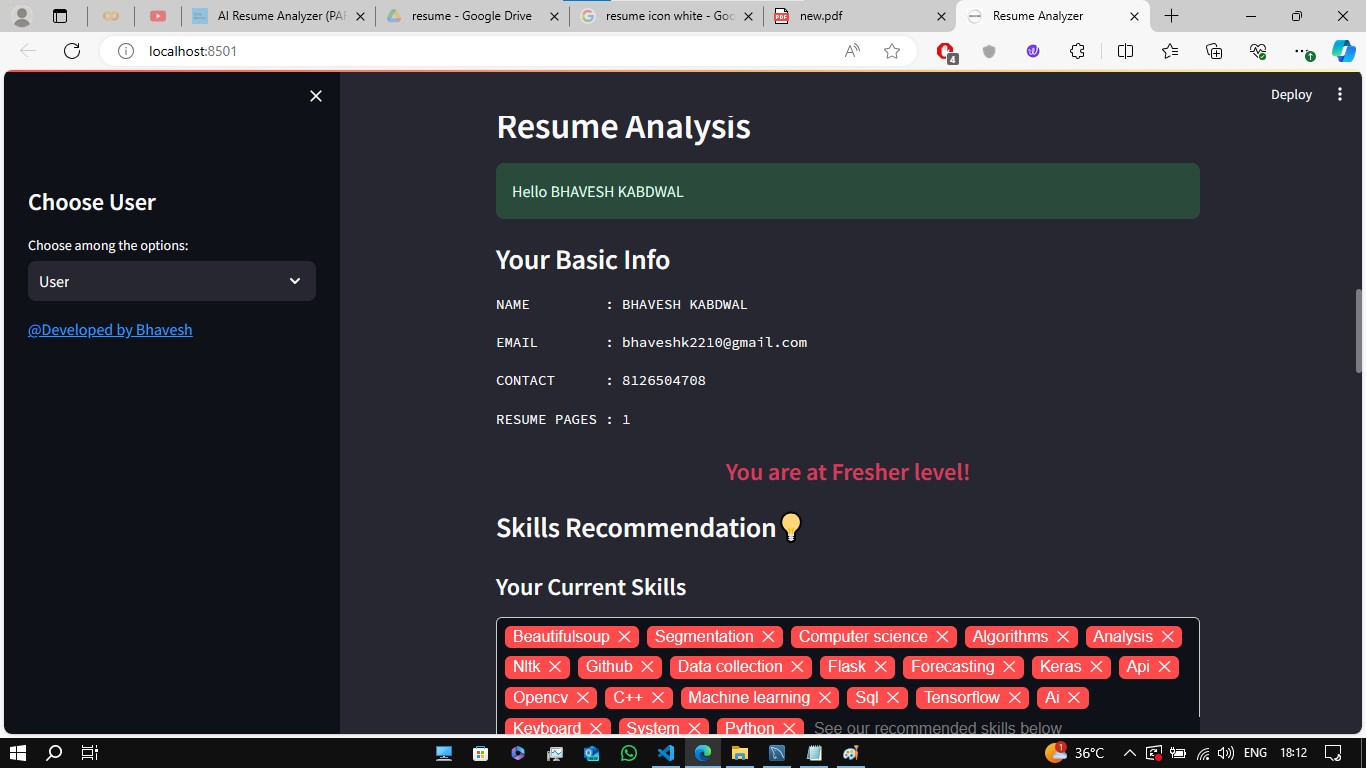 AI Resume Analyzer (PAR
resume - Google Drive
resume icon white - Goo
new.pdf
Resume Analyzer
localhost:8501
4
Deploy
Choose User
Choose among the options:
User
@Developed by Bhavesh
Resume Analysis
Hello BHAVESH KABDWAL
Your Basic Info
NAME : BHAVESH KABDWAL
EMAIL : bhaveshk2210@gmail.com
CONTACT : 8126504708
RESUME PAGES : 1
You are at Fresher level!
Skills Recommendation
Your Current Skills
Beautifulsoup Segmentation Computer science Algorithms Analysis
Nltk Github Data collection Flask Forecasting Keras Api
Opencv C++ Machine learning Sql Tensorflow Ai
Keyboard System Python See our recommended skills below
1 36°C ENG 18:12